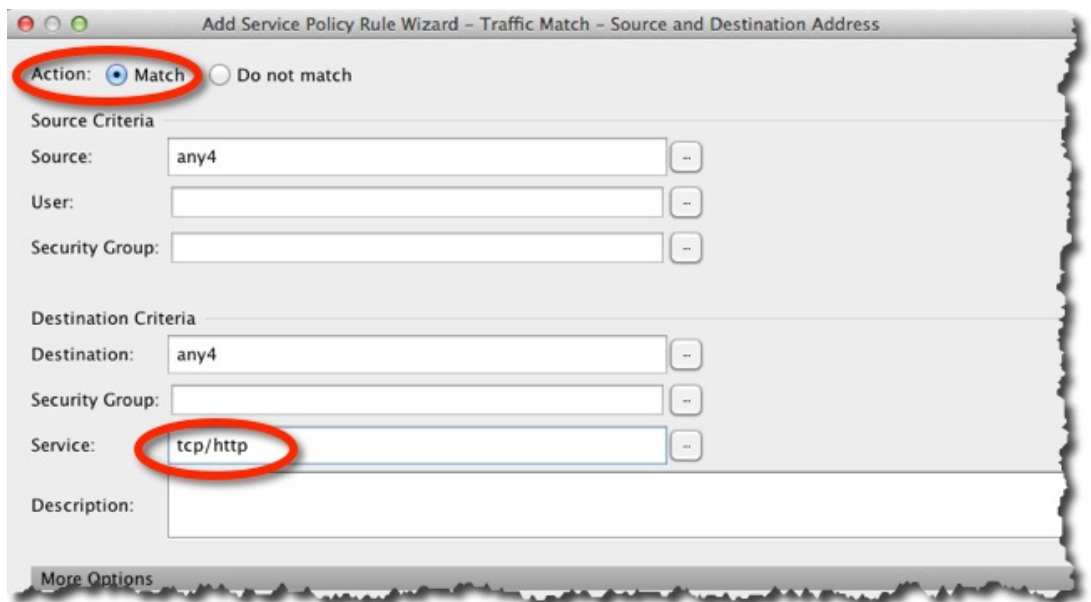 Add Service Policy Rule Wizard – Traffic Match – Source and Destination Address
Action: Match Do not match
Source Criteria
Source: any4 ...
User: ...
Security Group: ...
Destination Criteria
Destination: any4 ...
Security Group: ...
Service: tcp/http ...
Description:
More Options